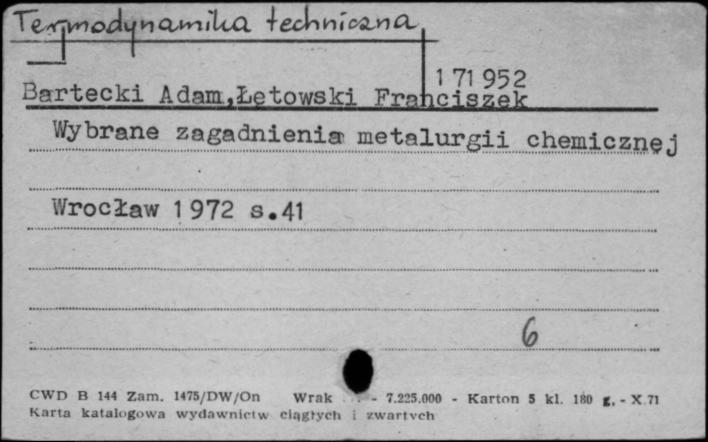 Termodynamika techniczna
171952
Bartecki Adam,Łętowski Franciszek
Wybrane zagadnienia metalurgii chemicznej
Wrocław 1972 s.41
6
CWD B 144 Zam. 1475/DW/On Wrak - 7.225.000 - Karton 5 kl. 180 g. - X.71
Karta katalogowa wydawnictw ciągłych i zwartych